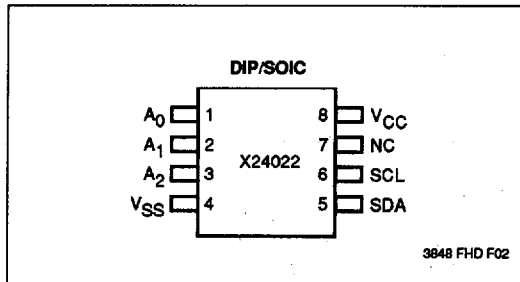 DIP/SOIC
A0 1 8 VCC
A1 2 7 NC
X24022
A2 3 6 SCL
VSS 4 5 SDA
3848 FHD F02